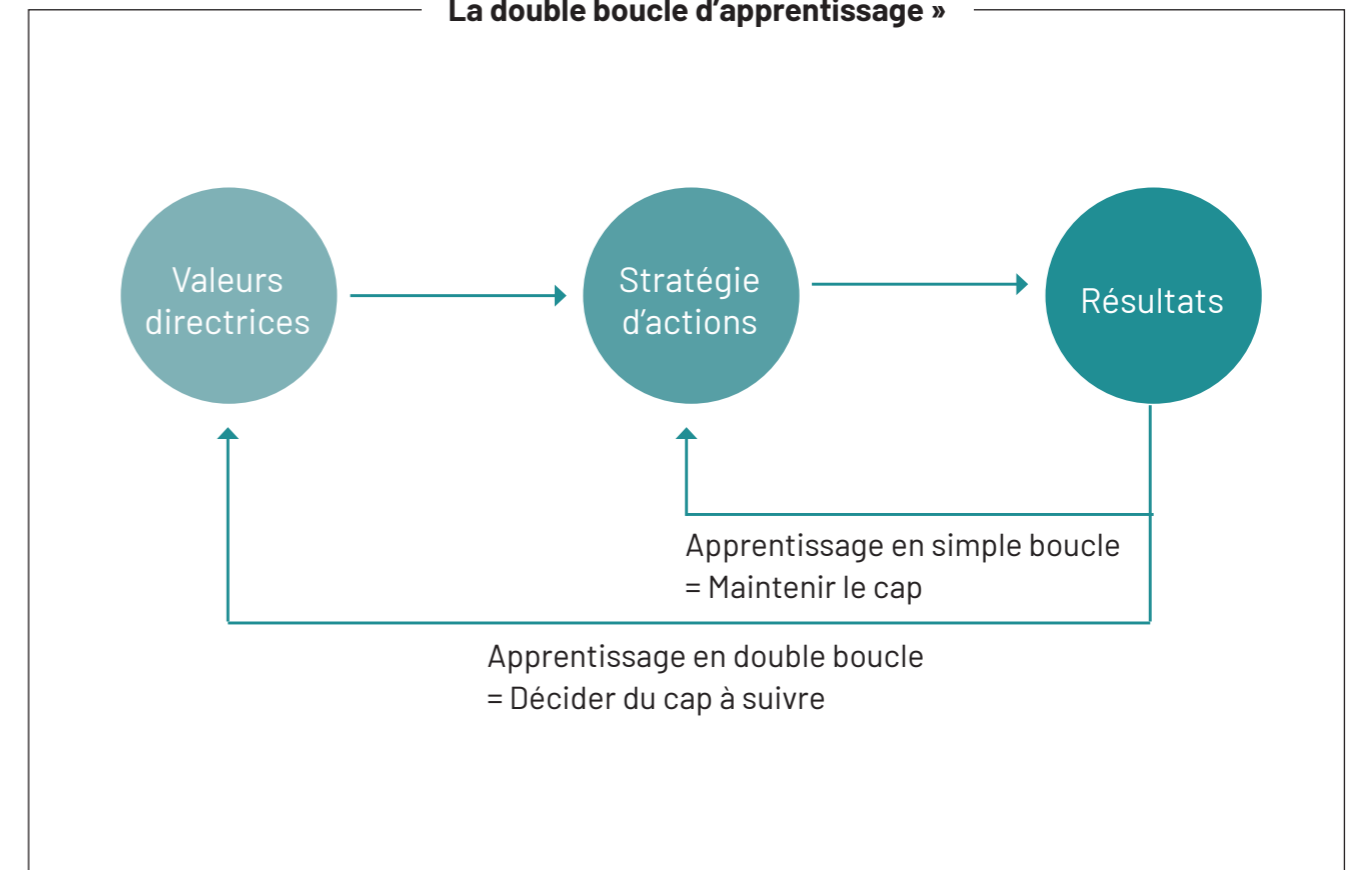 La double boucle d’apprentissage »
Valeurs
directrices
Stratégie
d’actions
Résultats
Apprentissage en simple boucle
= Maintenir le cap
Apprentissage en double boucle
= Décider du cap à suivre